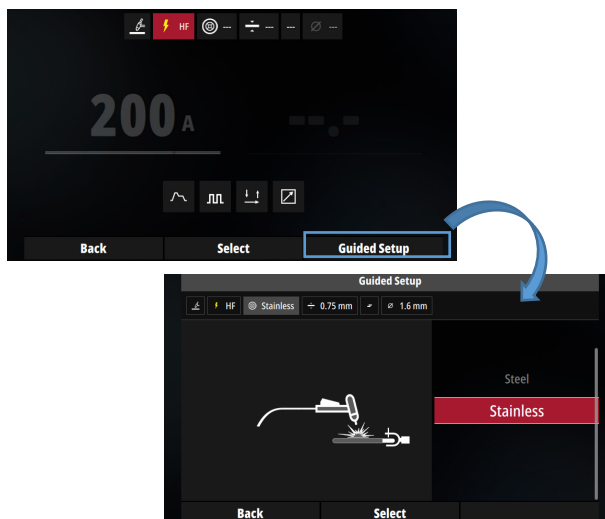 HF --- --- --- ---
200 A --.-
Back Select Guided Setup
Guided Setup
HF Stainless 0.75 mm 1.6 mm
Steel
Stainless
Back Select